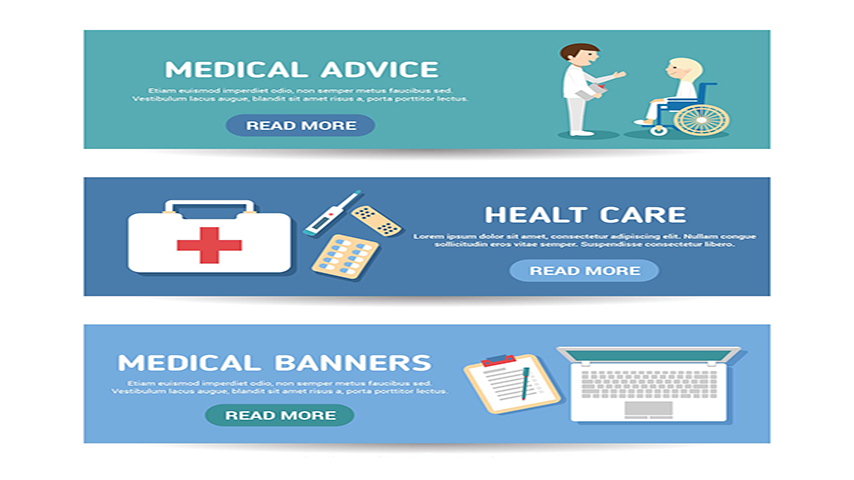 MEDICAL ADVICE
Etiam euismod imperdiet odio, non semper metus faucibus sed.
Vestibulum lacus augue, blandit sit amet risus a, porta porttitor lectus.
READ MORE
HEALT CARE
Lorem ipsum dolor sit amet, consectetur adipiscing elit. Nullam congue
sollicitudin eros vitae semper. Suspendisse consectetur libero.
READ MORE
MEDICAL BANNERS
Etiam euismod imperdiet odio, non semper metus faucibus sed.
Vestibulum lacus augue, blandit sit amet risus a, porta porttitor lectus.
READ MORE